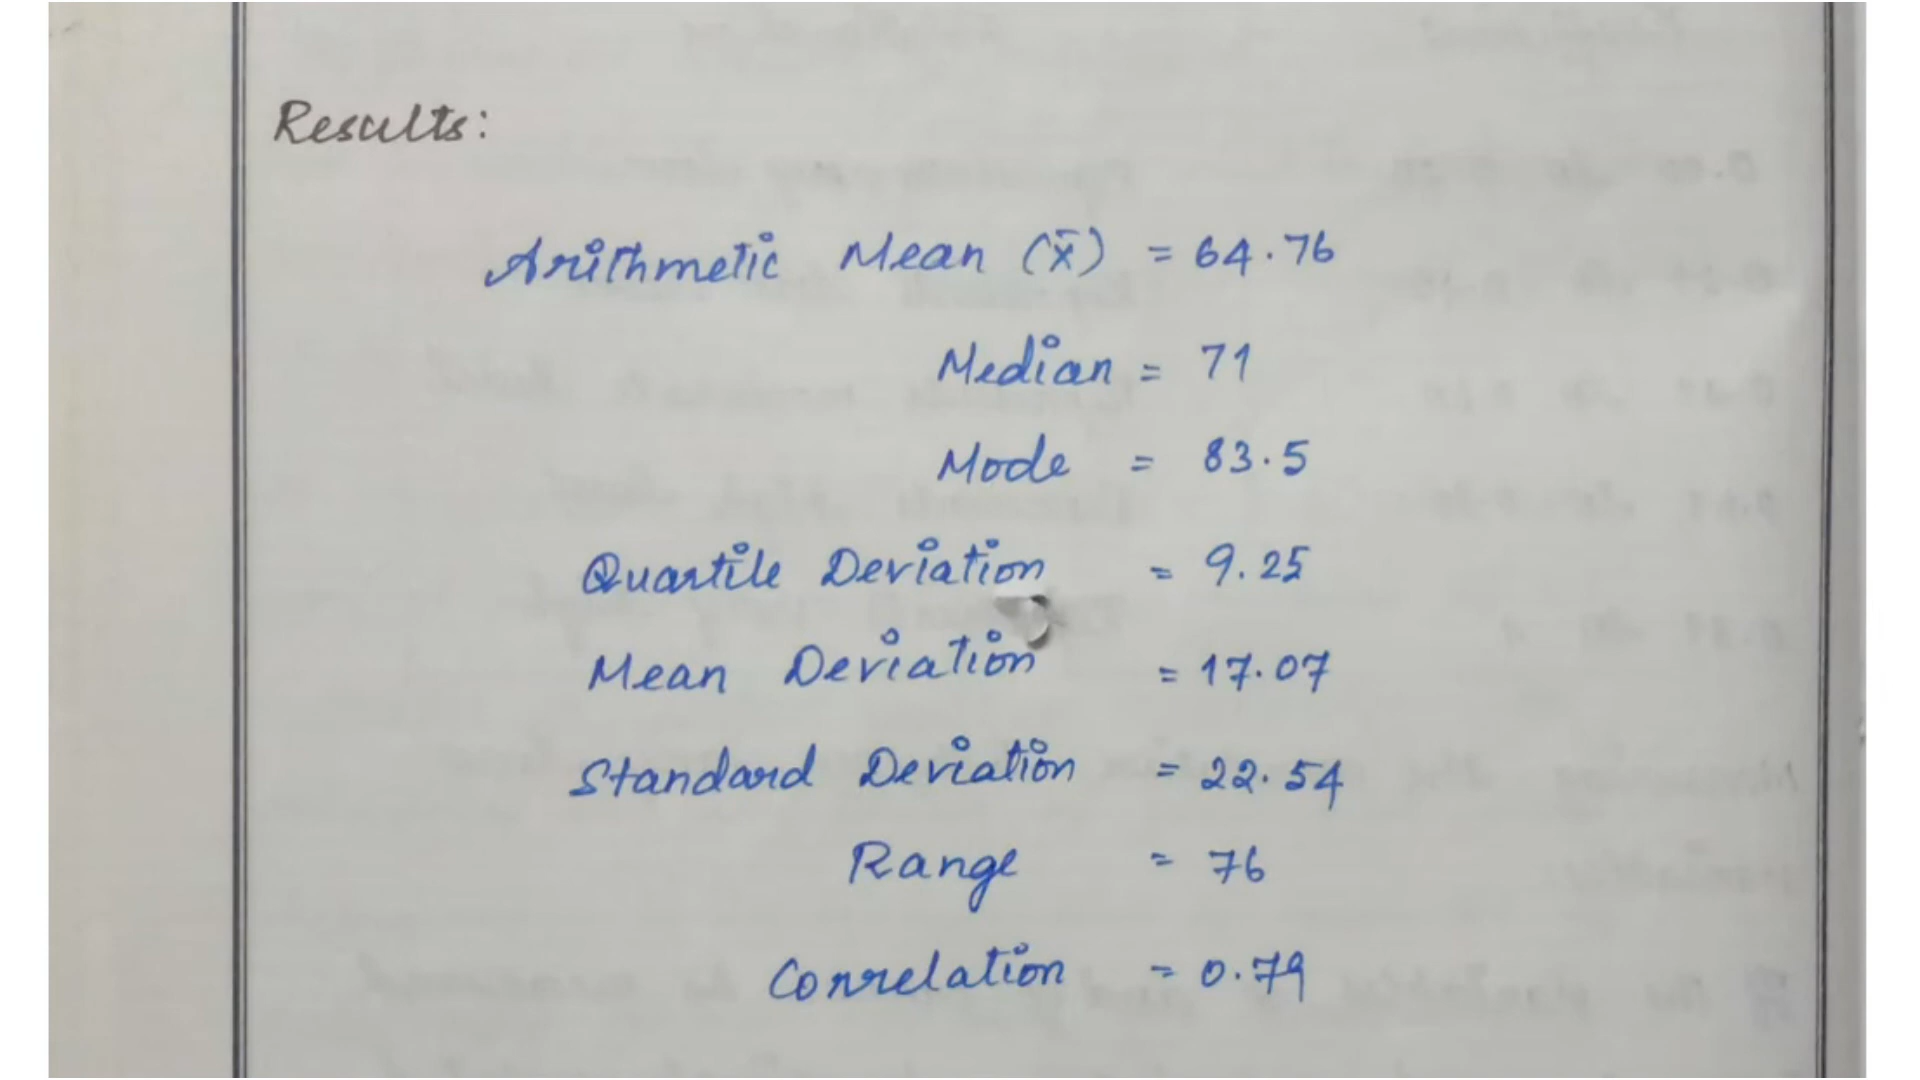 Results:
Arithmetic Mean (x̄) = 64.76
Median = 71
Mode = 83.5
Quartile Deviation = 9.25
Mean Deviation = 17.07
Standard Deviation = 22.54
Range = 76
Correlation = 0.79